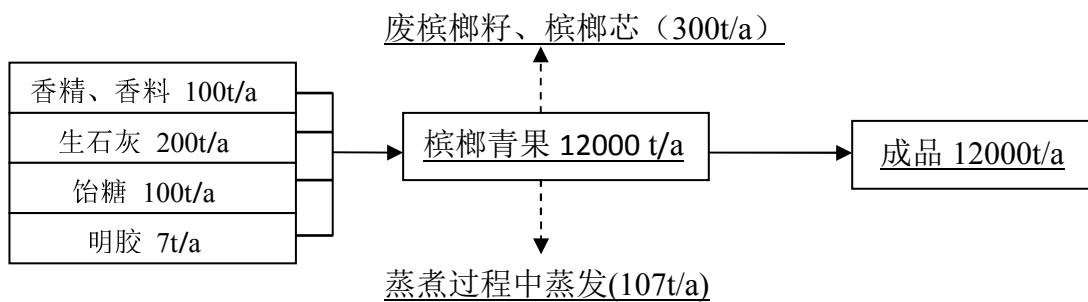 废槟榔籽、槟榔芯（300t/a）
香精、香料 100t/a
生石灰 200t/a
饴糖 100t/a
明胶 7t/a
槟榔青果 12000 t/a
成品 12000t/a
蒸煮过程中蒸发(107t/a)